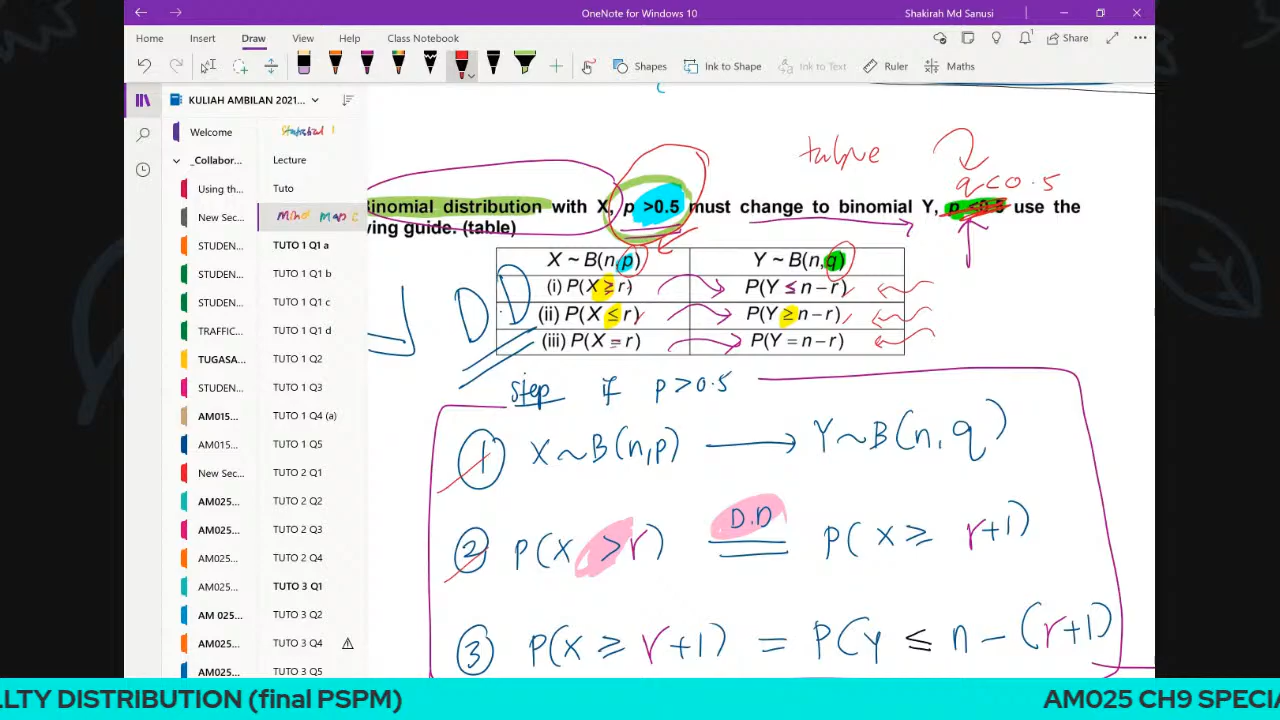 OneNote for Windows 10
Shakirah Md Sanusi
Home Insert Draw View Help Class Notebook
Share
Shapes Ink to Shape Ink to Text Ruler Maths
KULIAH AMBILAN 2021...
Welcome
_Collabor...
Using th...
New Sec...
STUDEN...
STUDEN...
STUDEN...
TRAFFIC...
TUGASA...
STUDEN...
AM015...
AM015...
New Sec...
AM025...
AM025...
AM025...
AM025...
AM 025...
AM025...
AM025...
Lecture
Tuto
Mind Map C
TUTO 1 Q1 a
TUTO 1 Q1 b
TUTO 1 Q1 c
TUTO 1 Q1 d
TUTO 1 Q2
TUTO 1 Q3
TUTO 1 Q4 (a)
TUTO 1 Q5
TUTO 2 Q1
TUTO 2 Q2
TUTO 2 Q3
TUTO 2 Q4
TUTO 3 Q1
TUTO 3 Q2
TUTO 3 Q4
TUTO 3 Q5
table
q<0.5
Binomial distribution with X, p >0.5 must change to binomial Y, p <0.5 use the
ving guide. (table)
X ~ B(n,p) Y ~ B(n,q)
(i) P(X ≥ r) P(Y ≤ n – r)
(ii) P(X ≤ r) P(Y ≥ n – r)
(iii) P(X = r) P(Y = n – r)
D.D
step if p>0.5
① X~B(n,p) → Y~B(n,q)
② P(X > r) D.D P(X ≥ r+1)
③ P(X ≥ r+1) = P(Y ≤ n – (r+1)
LLTY DISTRIBUTION (final PSPM)
AM025 CH9 SPECIA